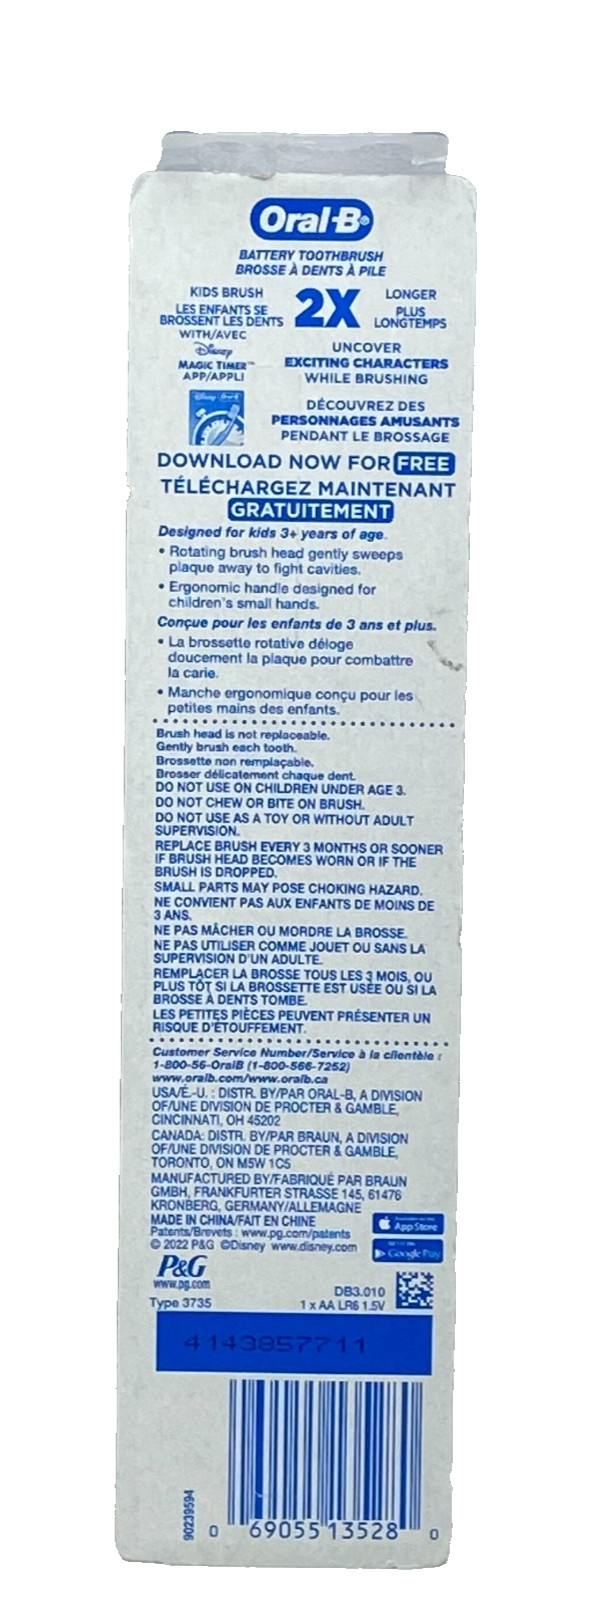 Oral-B®
BATTERY TOOTHBRUSH
BROSSE À DENTS À PILE
KIDS BRUSH 2X LONGER
LES ENFANTS SE BROSSENT LES DENTS PLUS LONGTEMPS
WITH/AVEC
Disney
MAGIC TIMER™
APP/APPLI
UNCOVER
EXCITING CHARACTERS
WHILE BRUSHING
Disney Oral-B
DÉCOUVREZ DES
PERSONNAGES AMUSANTS
PENDANT LE BROSSAGE
DOWNLOAD NOW FOR FREE
TÉLÉCHARGEZ MAINTENANT
GRATUITEMENT
Designed for kids 3+ years of age.
• Rotating brush head gently sweeps
plaque away to fight cavities.
• Ergonomic handle designed for
children's small hands.
Conçue pour les enfants de 3 ans et plus.
• La brossette rotative déloge
doucement la plaque pour combattre
la carie.
• Manche ergonomique conçu pour les
petites mains des enfants.
Brush head is not replaceable.
Gently brush each tooth.
Brossette non remplaçable.
Brosser délicatement chaque dent.
DO NOT USE ON CHILDREN UNDER AGE 3.
DO NOT CHEW OR BITE ON BRUSH.
DO NOT USE AS A TOY OR WITHOUT ADULT
SUPERVISION.
REPLACE BRUSH EVERY 3 MONTHS OR SOONER
IF BRUSH HEAD BECOMES WORN OR IF THE
BRUSH IS DROPPED.
SMALL PARTS MAY POSE CHOKING HAZARD.
NE CONVIENT PAS AUX ENFANTS DE MOINS DE
3 ANS.
NE PAS MÂCHER OU MORDRE LA BROSSE.
NE PAS UTILISER COMME JOUET OU SANS LA
SUPERVISION D'UN ADULTE.
REMPLACER LA BROSSE TOUS LES 3 MOIS, OU
PLUS TÔT SI LA BROSSETTE EST USÉE OU SI LA
BROSSE À DENTS TOMBE.
LES PETITES PIÈCES PEUVENT PRÉSENTER UN
RISQUE D'ÉTOUFFEMENT.
Customer Service Number/Service à la clientèle :
1-800-56-OralB (1-800-566-7252)
www.oralb.com/www.oralb.ca
USA/É.-U. : DISTR. BY/PAR ORAL-B, A DIVISION
OF/UNE DIVISION DE PROCTER & GAMBLE,
CINCINNATI, OH 45202
CANADA: DISTR. BY/PAR BRAUN, A DIVISION
OF/UNE DIVISION DE PROCTER & GAMBLE,
TORONTO, ON M5W 1C5
MANUFACTURED BY/FABRIQUÉ PAR BRAUN
GMBH, FRANKFURTER STRASSE 145, 61476
KRONBERG, GERMANY/ALLEMAGNE
MADE IN CHINA/FAIT EN CHINE
Patents/Brevets : www.pg.com/patents
© 2022 P&G ©Disney www.disney.com
App Store
Google Play
P&G
www.pg.com
Type 3735
DB3.010
1 x AA LR6 1.5V
4143857711
90239594
0 69055 13528 0